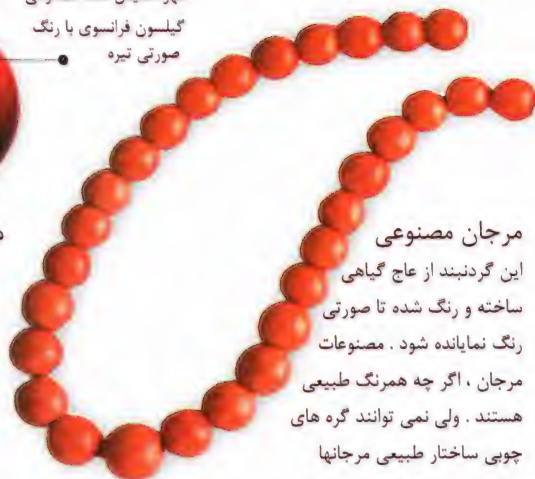 گیلسون فرانسوی با رنگ
صورتی تیره
مرجان مصنوعی
این گردنبند از عاج گیاهی
ساخته و رنگ شده تا صورتی
رنگ نمایانده شود . مصنوعات
مرجان ، اگر چه همرنگ طبیعی
هستند . ولی نمی توانند گره های
چوبی ساختار طبیعی مرجانها